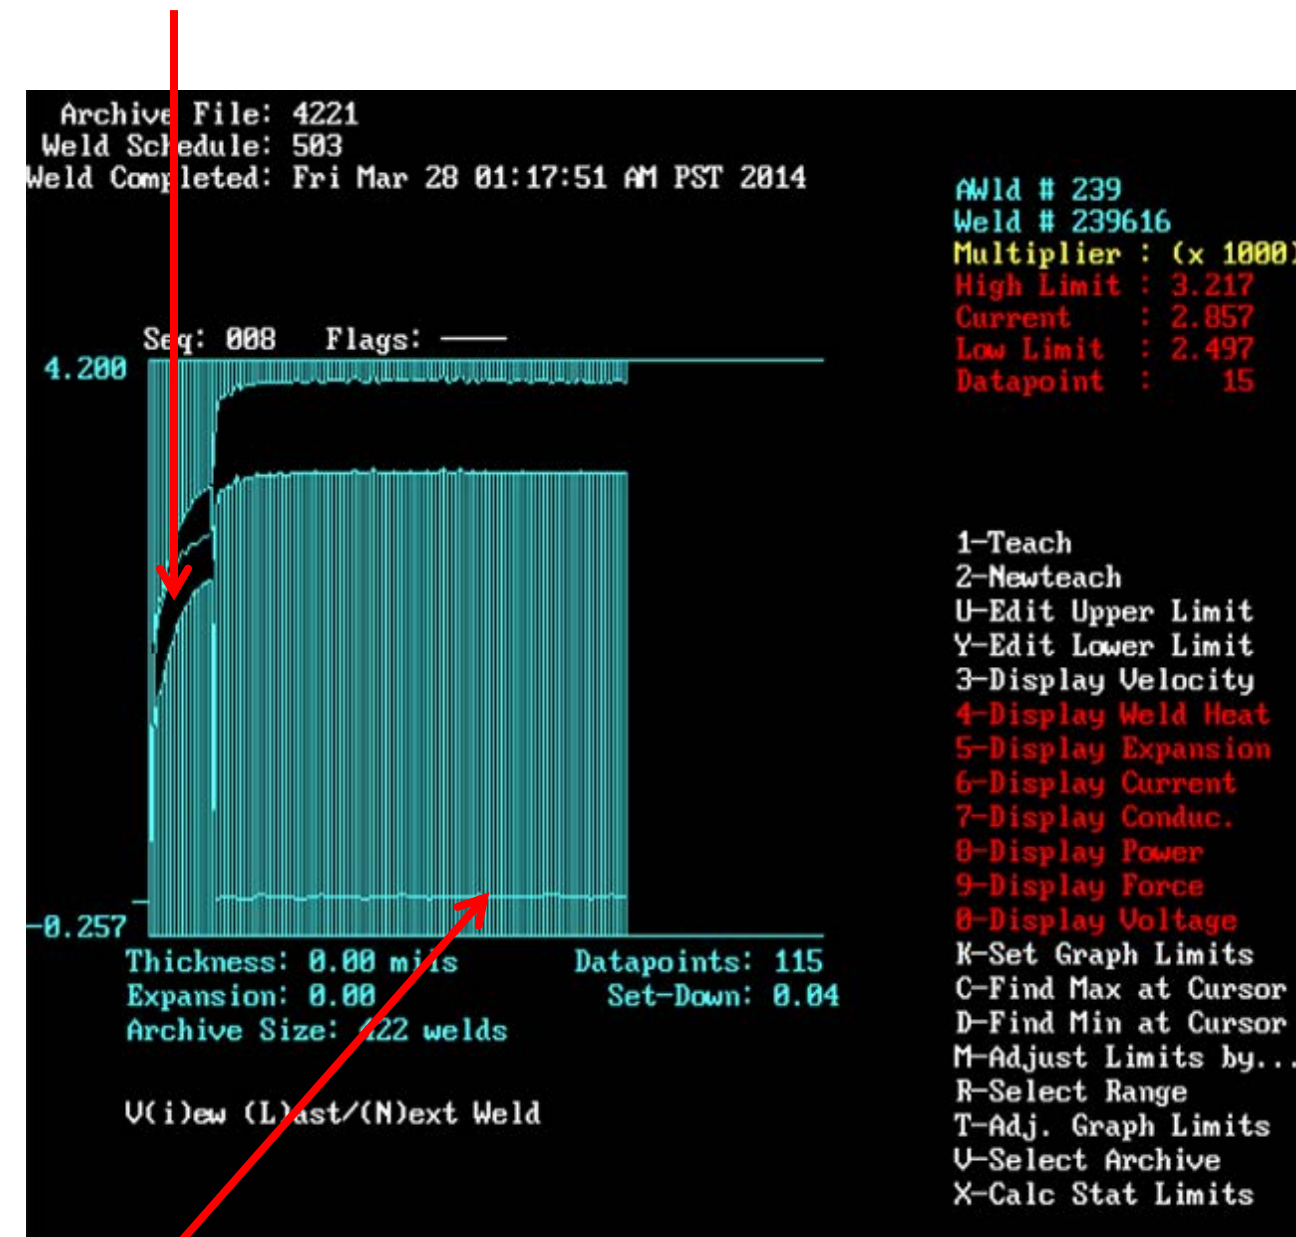 Archive File: 4221
Weld Schedule: 503
Weld Completed: Fri Mar 28 01:17:51 AM PST 2014
AWld # 239
Weld # 239616
Multiplier : (x 1000)
High Limit : 3.217
Current : 2.857
Low Limit : 2.497
Datapoint : 15
Seq: 008 Flags: ——
4.200
-0.257
Thickness: 0.00 mils Datapoints: 115
Expansion: 0.00 Set-Down: 0.04
Archive Size: 422 welds
V(i)ew (L)ast/(N)ext Weld
1-Teach
2-Newteach
U-Edit Upper Limit
Y-Edit Lower Limit
3-Display Velocity
4-Display Weld Heat
5-Display Expansion
6-Display Current
7-Display Conduc.
8-Display Power
9-Display Force
0-Display Voltage
K-Set Graph Limits
C-Find Max at Cursor
D-Find Min at Cursor
M-Adjust Limits by...
R-Select Range
T-Adj. Graph Limits
V-Select Archive
X-Calc Stat Limits